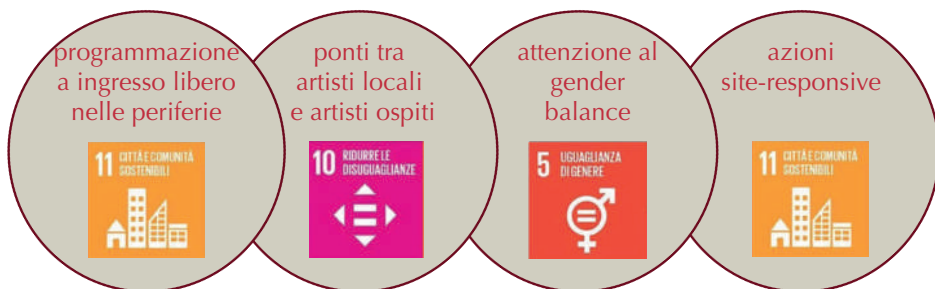 programmazione
a ingresso libero
nelle periferie
11 CITTÀ E COMUNITÀ
SOSTENIBILI
ponti tra
artisti locali
e artisti ospiti
10 RIDURRE LE
DISUGUAGLIANZE
attenzione al
gender
balance
5 UGUAGLIANZA
DI GENERE
azioni
site-responsive
11 CITTÀ E COMUNITÀ
SOSTENIBILI